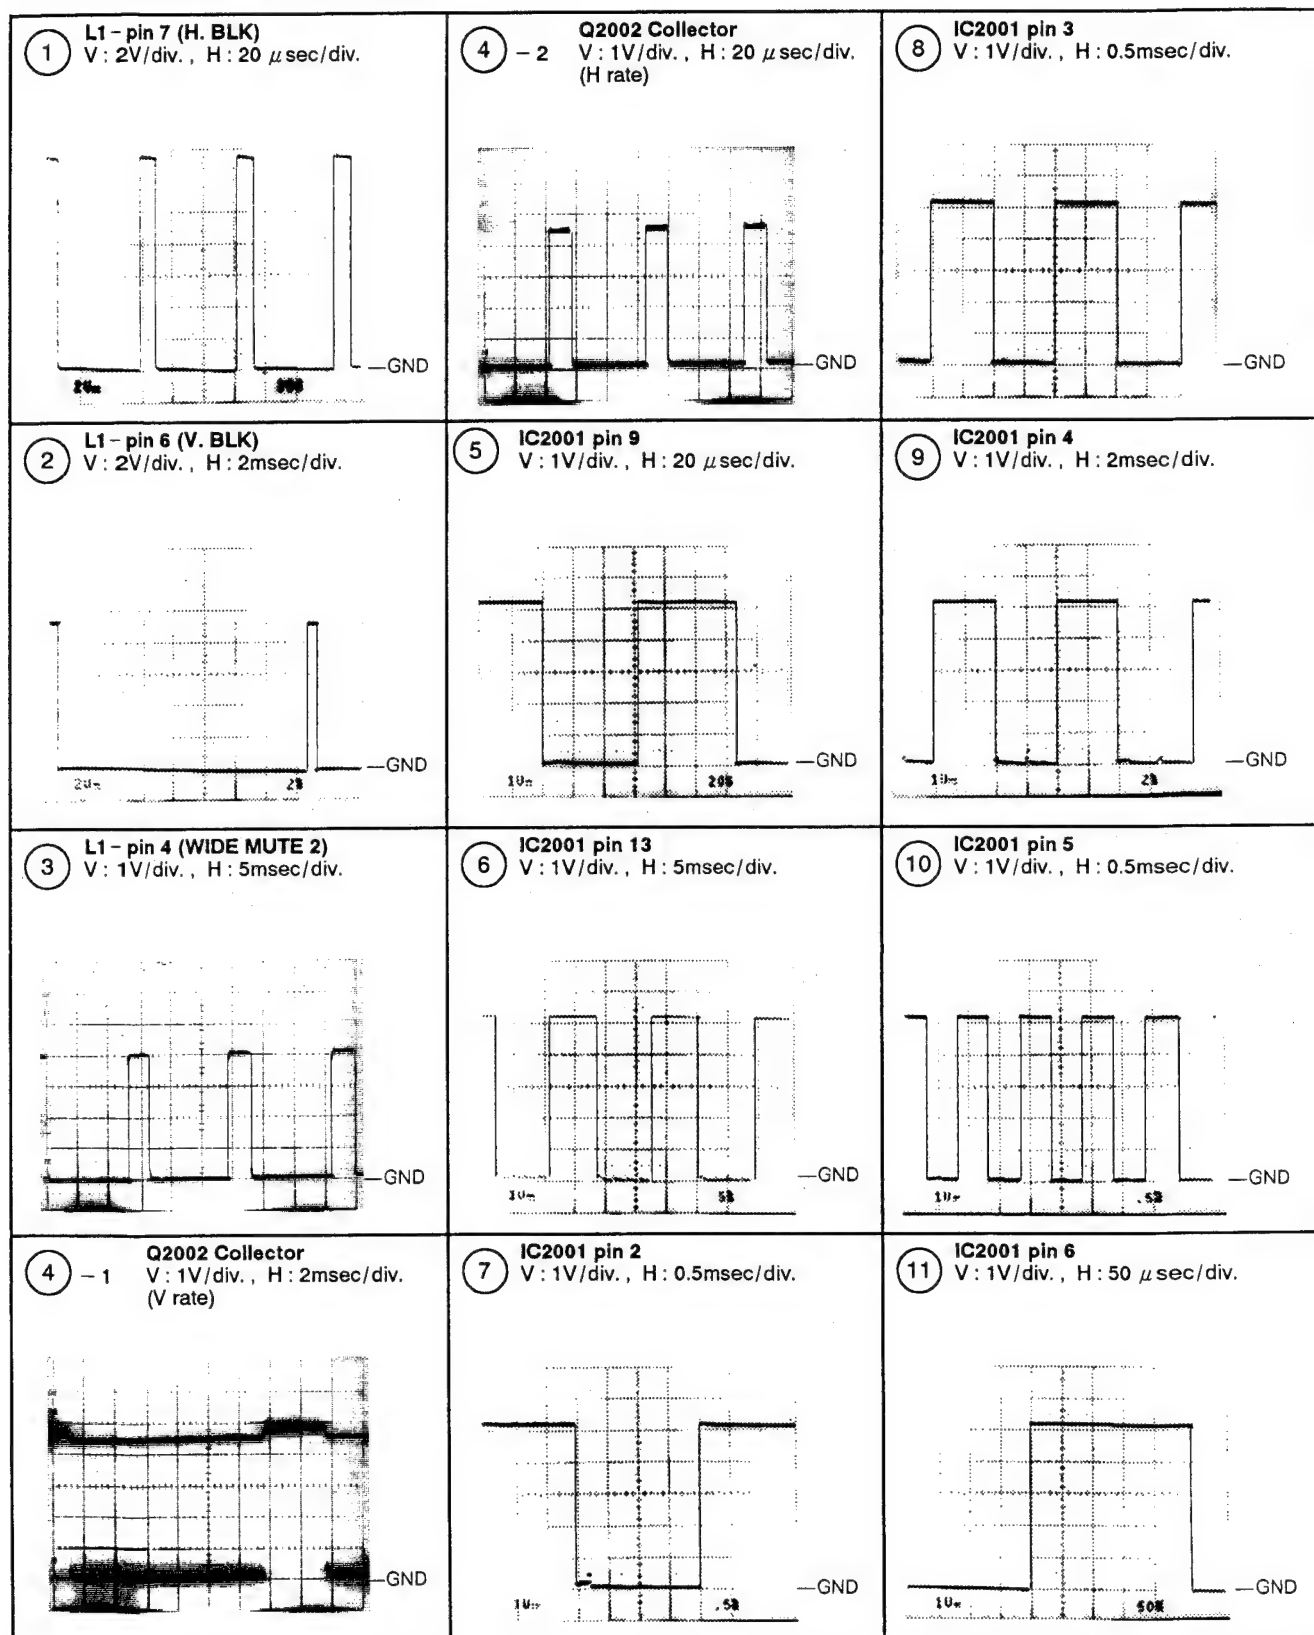 1
L1 – pin 7 (H. BLK)
V : 2V/div. , H : 20 μsec/div.
GND
4 – 2
Q2002 Collector
V : 1V/div. , H : 20 μsec/div.
(H rate)
GND
8
IC2001 pin 3
V : 1V/div. , H : 0.5msec/div.
GND
2
L1 – pin 6 (V. BLK)
V : 2V/div. , H : 2msec/div.
GND
5
IC2001 pin 9
V : 1V/div. , H : 20 μsec/div.
GND
9
IC2001 pin 4
V : 1V/div. , H : 2msec/div.
GND
3
L1 – pin 4 (WIDE MUTE 2)
V : 1V/div. , H : 5msec/div.
GND
6
IC2001 pin 13
V : 1V/div. , H : 5msec/div.
GND
10
IC2001 pin 5
V : 1V/div. , H : 0.5msec/div.
GND
4 – 1
Q2002 Collector
V : 1V/div. , H : 2msec/div.
(V rate)
GND
7
IC2001 pin 2
V : 1V/div. , H : 0.5msec/div.
GND
11
IC2001 pin 6
V : 1V/div. , H : 50 μsec/div.
GND